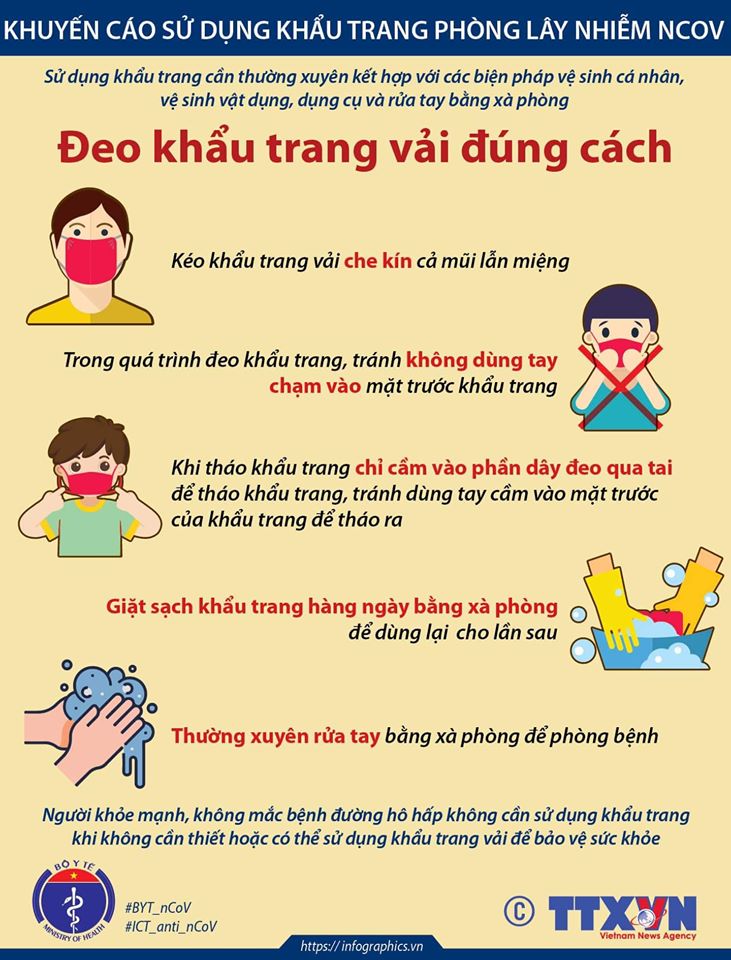 KHUYẾN CÁO SỬ DỤNG KHẨU TRANG PHÒNG LÂY NHIỄM NCOV
Sử dụng khẩu trang cần thường xuyên kết hợp với các biện pháp vệ sinh cá nhân,
vệ sinh vật dụng, dụng cụ và rửa tay bằng xà phòng
Đeo khẩu trang vải đúng cách
Kéo khẩu trang vải che kín cả mũi lẫn miệng
Trong quá trình đeo khẩu trang, tránh không dùng tay
chạm vào mặt trước khẩu trang
Khi tháo khẩu trang chỉ cầm vào phần dây đeo qua tai
để tháo khẩu trang, tránh dùng tay cầm vào mặt trước
của khẩu trang để tháo ra
Giặt sạch khẩu trang hàng ngày bằng xà phòng
để dùng lại cho lần sau
Thường xuyên rửa tay bằng xà phòng để phòng bệnh
Người khỏe mạnh, không mắc bệnh đường hô hấp không cần sử dụng khẩu trang
khi không cần thiết hoặc có thể sử dụng khẩu trang vải để bảo vệ sức khỏe
BỘ Y TẾ
MINISTRY OF HEALTH
#BYT_nCoV
#ICT_anti_nCoV
© TTXVN
Vietnam News Agency
https://infographics.vn